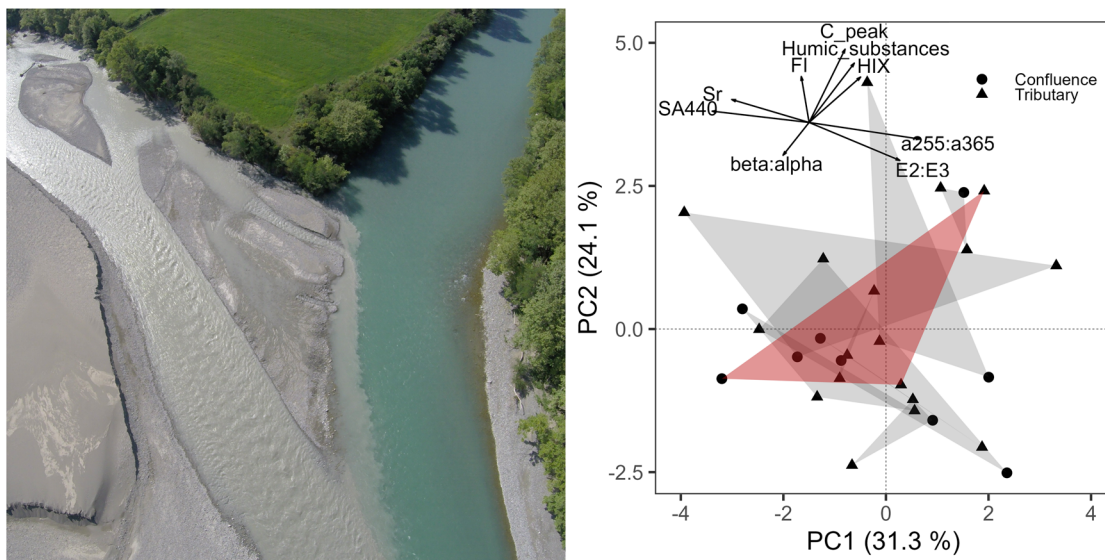 C_peak
Humic_substances
FI
HIX
Sr
SA440
a255:a365
E2:E3
beta:alpha
Confluence
Tributary
5.0
2.5
0.0
-2.5
PC2 (24.1 %)
-4
-2
0
2
4
PC1 (31.3 %)